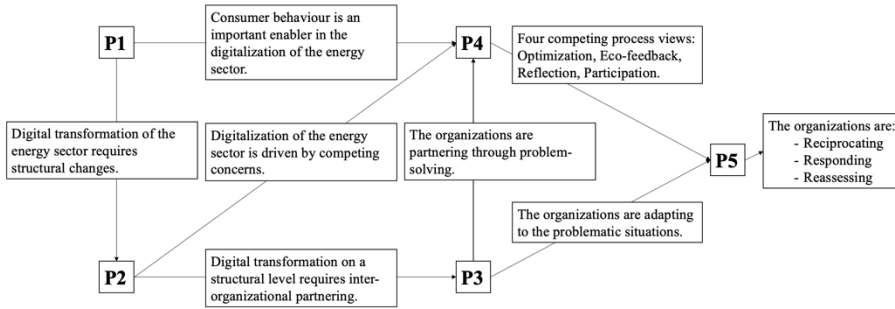 Consumer behaviour is an
important enabler in the
digitalization of the energy
sector.
P1
P4
Four competing process views:
Optimization, Eco-feedback,
Reflection, Participation.
Digital transformation of the
energy sector requires
structural changes.
Digitalization of the energy
sector is driven by competing
concerns.
The organizations are
partnering through problem-
solving.
P5
The organizations are:
- Reciprocating
- Responding
- Reassessing
The organizations are adapting
to the problematic situations.
P2
Digital transformation on a
structural level requires inter-
organizational partnering.
P3